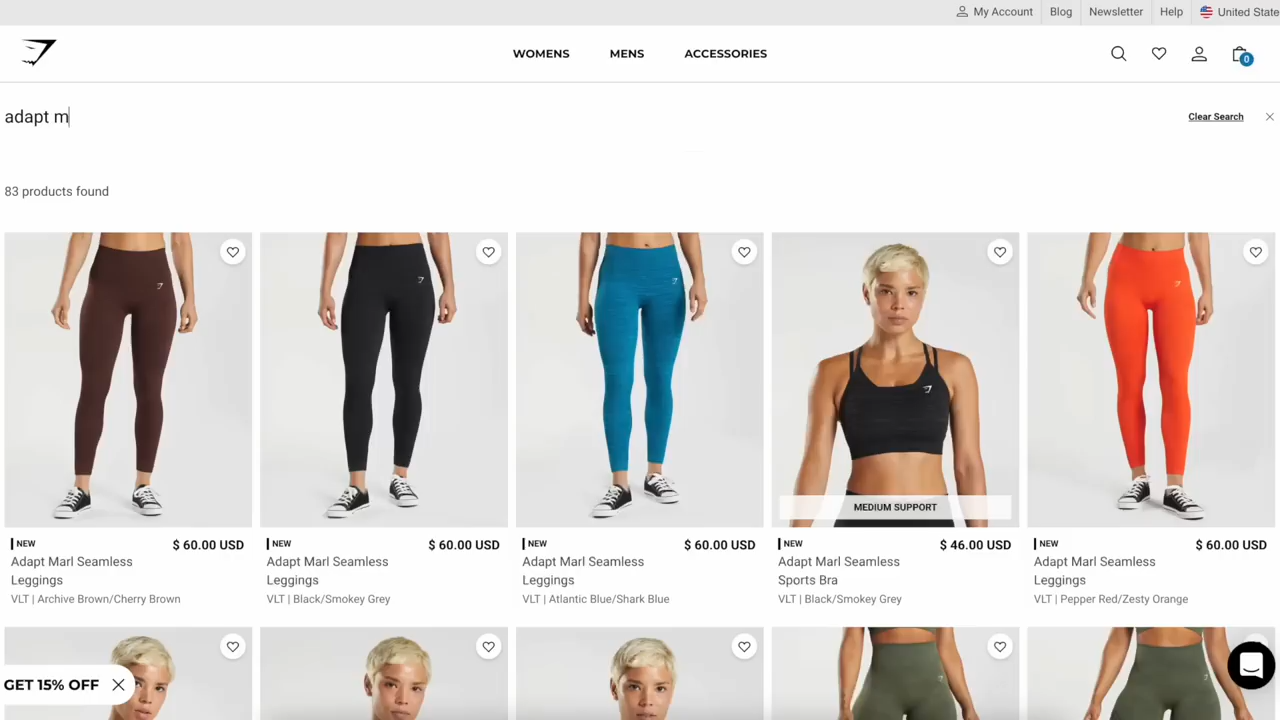 My Account
Blog
Newsletter
Help
United State
WOMENS
MENS
ACCESSORIES
0
adapt m
Clear Search
83 products found
MEDIUM SUPPORT
NEW
$ 60.00 USD
Adapt Marl Seamless
Leggings
VLT | Archive Brown/Cherry Brown
NEW
$ 60.00 USD
Adapt Marl Seamless
Leggings
VLT | Black/Smokey Grey
NEW
$ 60.00 USD
Adapt Marl Seamless
Leggings
VLT | Atlantic Blue/Shark Blue
NEW
$ 46.00 USD
Adapt Marl Seamless
Sports Bra
VLT | Black/Smokey Grey
NEW
$ 60.00 USD
Adapt Marl Seamless
Leggings
VLT | Pepper Red/Zesty Orange
GET 15% OFF